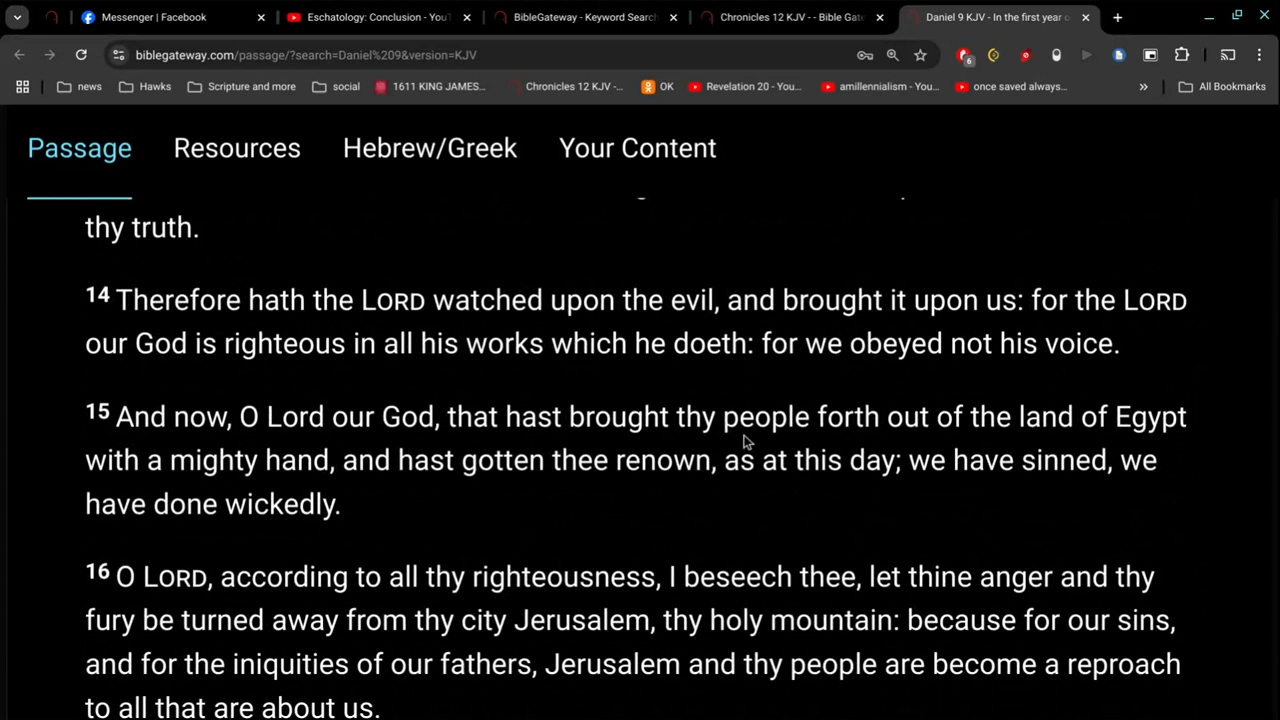 Messenger | Facebook
Eschatology: Conclusion - YouT
BibleGateway - Keyword Searc
Chronicles 12 KJV - - Bible Gat
Daniel 9 KJV - In the first year o
biblegateway.com/passage/?search=Daniel%209&version=KJV
6
news
Hawks
Scripture and more
social
1611 KING JAMES...
Chronicles 12 KJV -...
OK
Revelation 20 - You...
amillennialism - You...
once saved always...
» All Bookmarks
Passage Resources Hebrew/Greek Your Content
thy truth.
14 Therefore hath the LORD watched upon the evil, and brought it upon us: for the LORD
our God is righteous in all his works which he doeth: for we obeyed not his voice.
15 And now, O Lord our God, that hast brought thy people forth out of the land of Egypt
with a mighty hand, and hast gotten thee renown, as at this day; we have sinned, we
have done wickedly.
16 O LORD, according to all thy righteousness, I beseech thee, let thine anger and thy
fury be turned away from thy city Jerusalem, thy holy mountain: because for our sins,
and for the iniquities of our fathers, Jerusalem and thy people are become a reproach
to all that are about us.